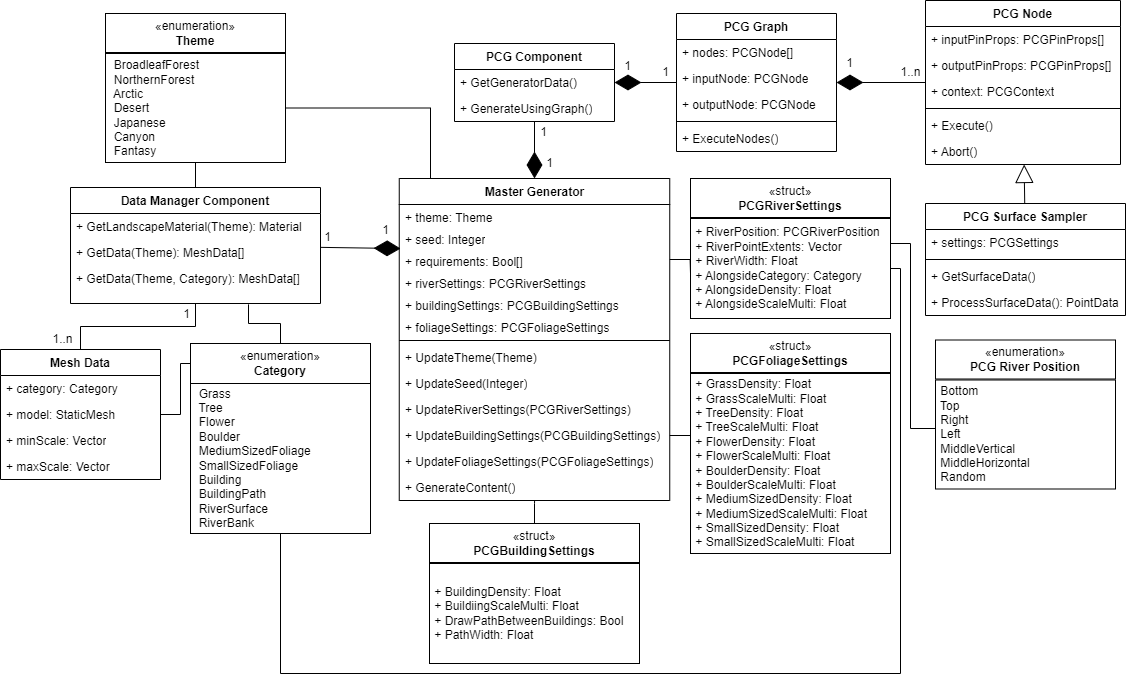 «enumeration»
Theme
BroadleafForest
NorthernForest
Arctic
Desert
Japanese
Canyon
Fantasy
PCG Component
+ GetGeneratorData()
+ GenerateUsingGraph()
1
1
PCG Graph
+ nodes: PCGNode[]
+ inputNode: PCGNode
+ outputNode: PCGNode
+ ExecuteNodes()
1
1..n
PCG Node
+ inputPinProps: PCGPinProps[]
+ outputPinProps: PCGPinProps[]
+ context: PCGContext
+ Execute()
+ Abort()
1
1
Data Manager Component
+ GetLandscapeMaterial(Theme): Material
+ GetData(Theme): MeshData[]
+ GetData(Theme, Category): MeshData[]
1
1
Master Generator
+ theme: Theme
+ seed: Integer
+ requirements: Bool[]
+ riverSettings: PCGRiverSettings
+ buildingSettings: PCGBuildingSettings
+ foliageSettings: PCGFoliageSettings
+ UpdateTheme(Theme)
+ UpdateSeed(Integer)
+ UpdateRiverSettings(PCGRiverSettings)
+ UpdateBuildingSettings(PCGBuildingSettings)
+ UpdateFoliageSettings(PCGFoliageSettings)
+ GenerateContent()
«struct»
PCGRiverSettings
+ RiverPosition: PCGRiverPosition
+ RiverPointExtents: Vector
+ RiverWidth: Float
+ AlongsideCategory: Category
+ AlongsideDensity: Float
+ AlongsideScaleMulti: Float
PCG Surface Sampler
+ settings: PCGSettings
+ GetSurfaceData()
+ ProcessSurfaceData(): PointData
1
1..n
Mesh Data
+ category: Category
+ model: StaticMesh
+ minScale: Vector
+ maxScale: Vector
«enumeration»
Category
Grass
Tree
Flower
Boulder
MediumSizedFoliage
SmallSizedFoliage
Building
BuildingPath
RiverSurface
RiverBank
«struct»
PCGFoliageSettings
+ GrassDensity: Float
+ GrassScaleMulti: Float
+ TreeDensity: Float
+ TreeScaleMulti: Float
+ FlowerDensity: Float
+ FlowerScaleMulti: Float
+ BoulderDensity: Float
+ BoulderScaleMulti: Float
+ MediumSizedDensity: Float
+ MediumSizedScaleMulti: Float
+ SmallSizedDensity: Float
+ SmallSizedScaleMulti: Float
«enumeration»
PCG River Position
Bottom
Top
Right
Left
MiddleVertical
MiddleHorizontal
Random
«struct»
PCGBuildingSettings
+ BuildingDensity: Float
+ BuildiingScaleMulti: Float
+ DrawPathBetweenBuildings: Bool
+ PathWidth: Float